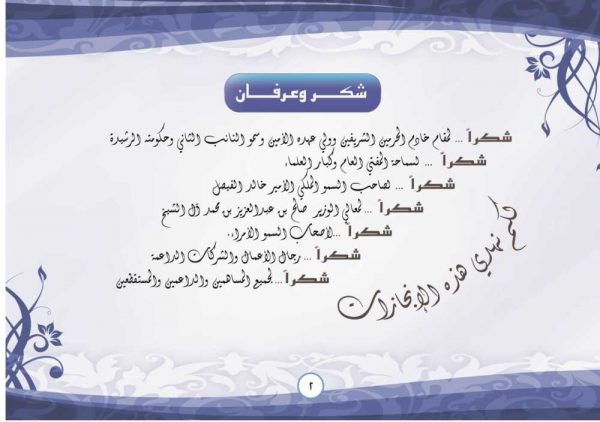 شكر وعرفان
شكراً ... لمقام خادم الحرمين الشريفين وولي عهده الأمين وسمو النائب الثاني وحكومته الرشيدة
شكراً ... لسماحة المفتي العام وكبار العلماء
شكراً ... لصاحب السمو الملكي الأمير خالد الفيصل
شكراً ...لمعالي الوزير صالح بن عبدالعزيز بن محمد آل الشيخ
شكراً ...لأصحاب السمو الأمراء.
شكراً ... رجال الأعمال والشركات الداعمة
شكراً ...لجميع المساهمين والداعمين والمستفقعين
لكم نهدي هذه الإنجازات
٢